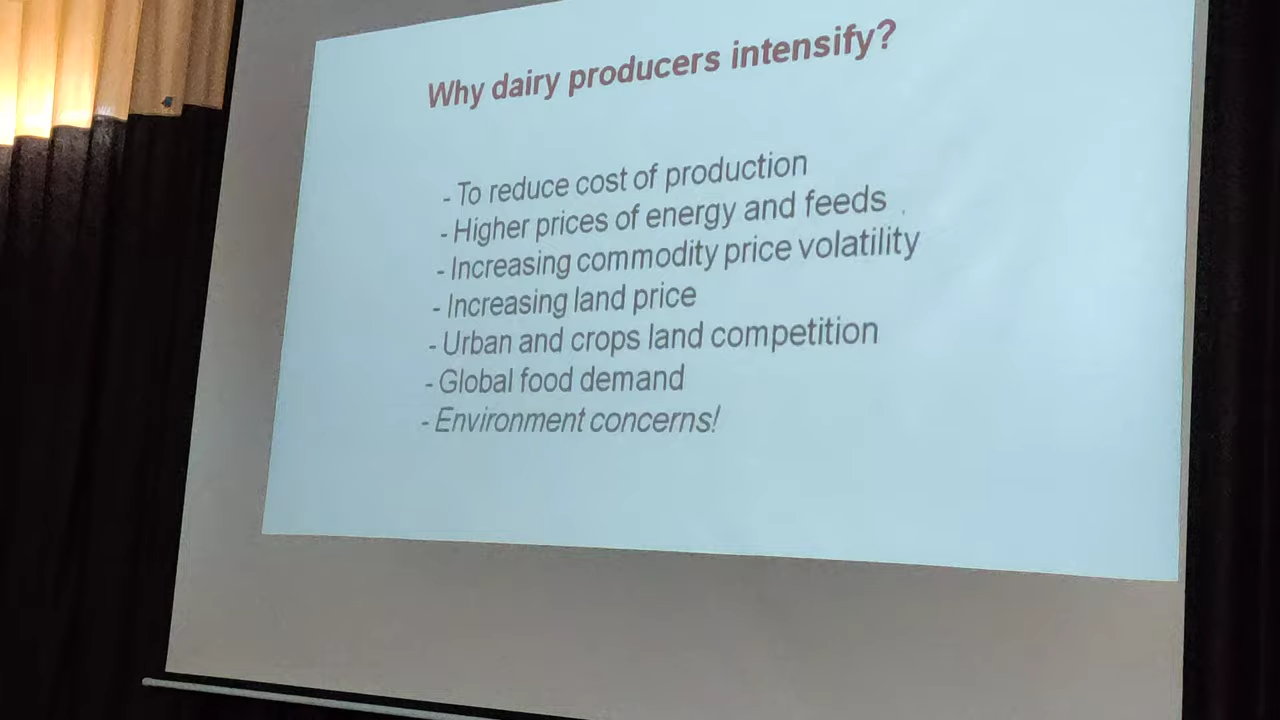 Why dairy producers intensify?
- To reduce cost of production
- Higher prices of energy and feeds
- Increasing commodity price volatility
- Increasing land price
- Urban and crops land competition
- Global food demand
- Environment concerns!